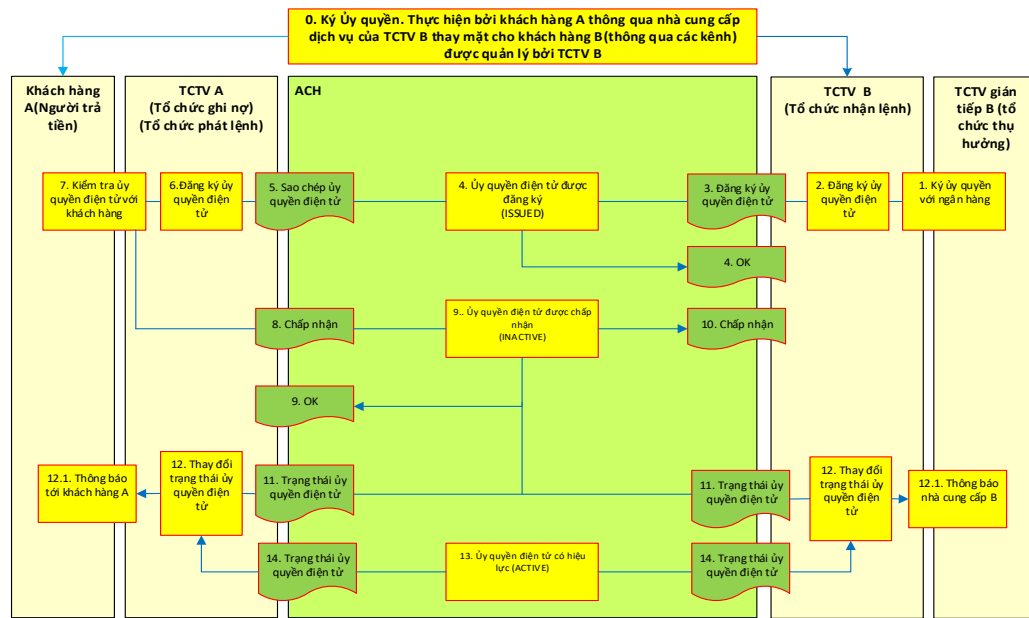 0. Ký Ủy quyền. Thực hiện bởi khách hàng A thông qua nhà cung cấp
dịch vụ của TCTV B thay mặt cho khách hàng B(thông qua các kênh)
được quản lý bởi TCTV B
Khách hàng
A(Người trả
tiền)
TCTV A
(Tổ chức ghi nợ)
(Tổ chức phát lệnh)
ACH
TCTV B
(Tổ chức nhận lệnh)
TCTV gián
tiếp B (tổ
chức thụ
hưởng)
7. Kiểm tra ủy
quyền điện tử với
khách hàng
6.Đăng ký ủy
quyền điện
tử
5. Sao chép ủy
quyền điện tử
4. Ủy quyền điện tử được
đăng ký
(ISSUED)
3. Đăng ký ủy
quyền điện tử
2. Đăng ký ủy
quyền điện
tử
1. Ký ủy quyền
với ngân hàng
4. OK
8. Chấp nhận
9.. Ủy quyền điện tử được chấp
nhận
(INACTIVE)
10. Chấp nhận
9. OK
12.1. Thông báo
tới khách hàng A
12. Thay đổi
trạng thái ủy
quyền điện
tử
11. Trạng thái ủy
quyền điện tử
11. Trạng thái ủy
quyền điện tử
12. Thay đổi
trạng thái ủy
quyền điện
tử
12.1. Thông báo
nhà cung cấp B
14. Trạng thái ủy
quyền điện tử
13. Ủy quyền điện tử có hiệu
lực (ACTIVE)
14. Trạng thái ủy
quyền điện tử